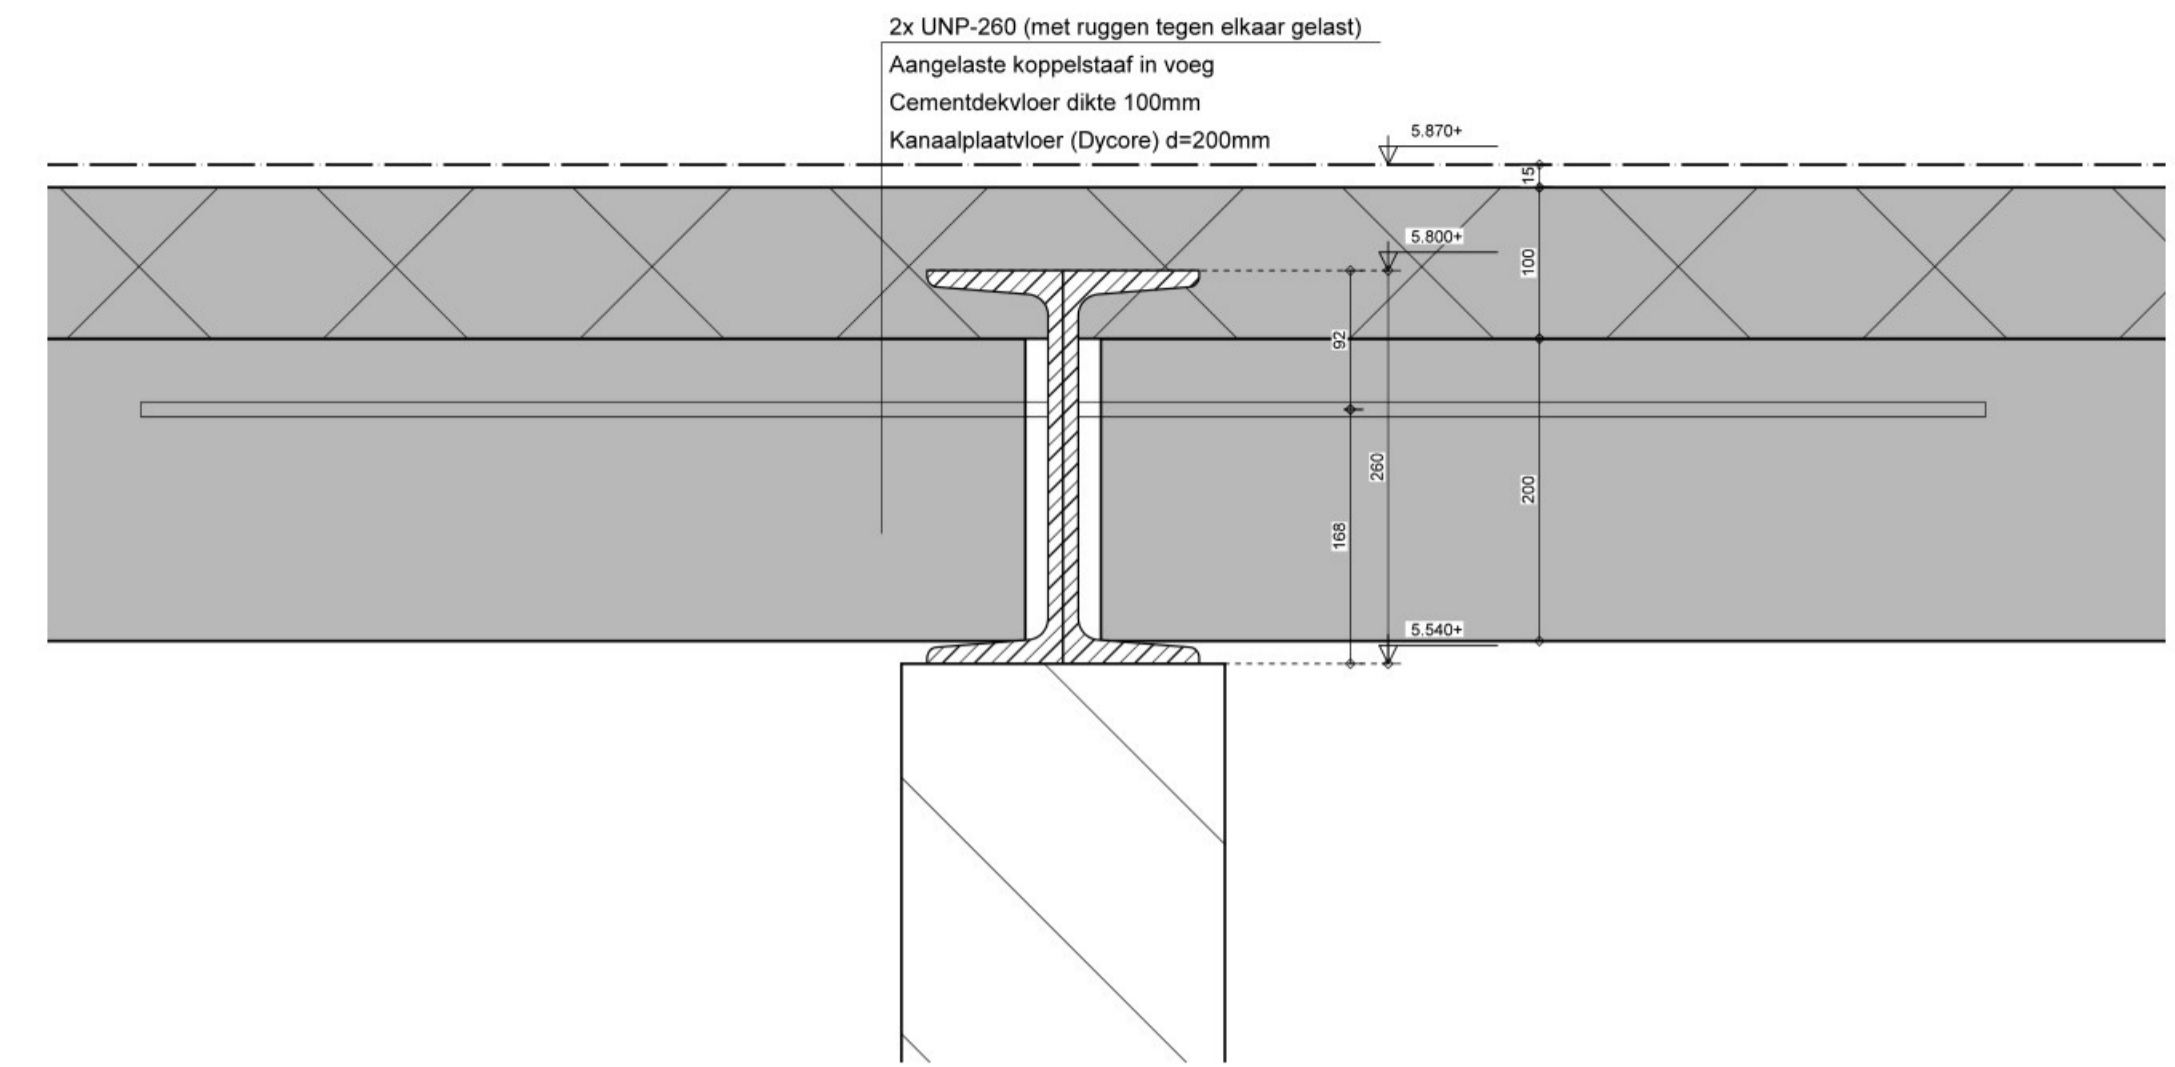 2x UNP-260 (met ruggen tegen elkaar gelast)
Aangelaste koppelstaaf in voeg
Cementdekvloer dikte 100mm
Kanaalplaatvloer (Dycore) d=200mm
5.870+
15
5.800+
100
92
260
200
168
5.540+